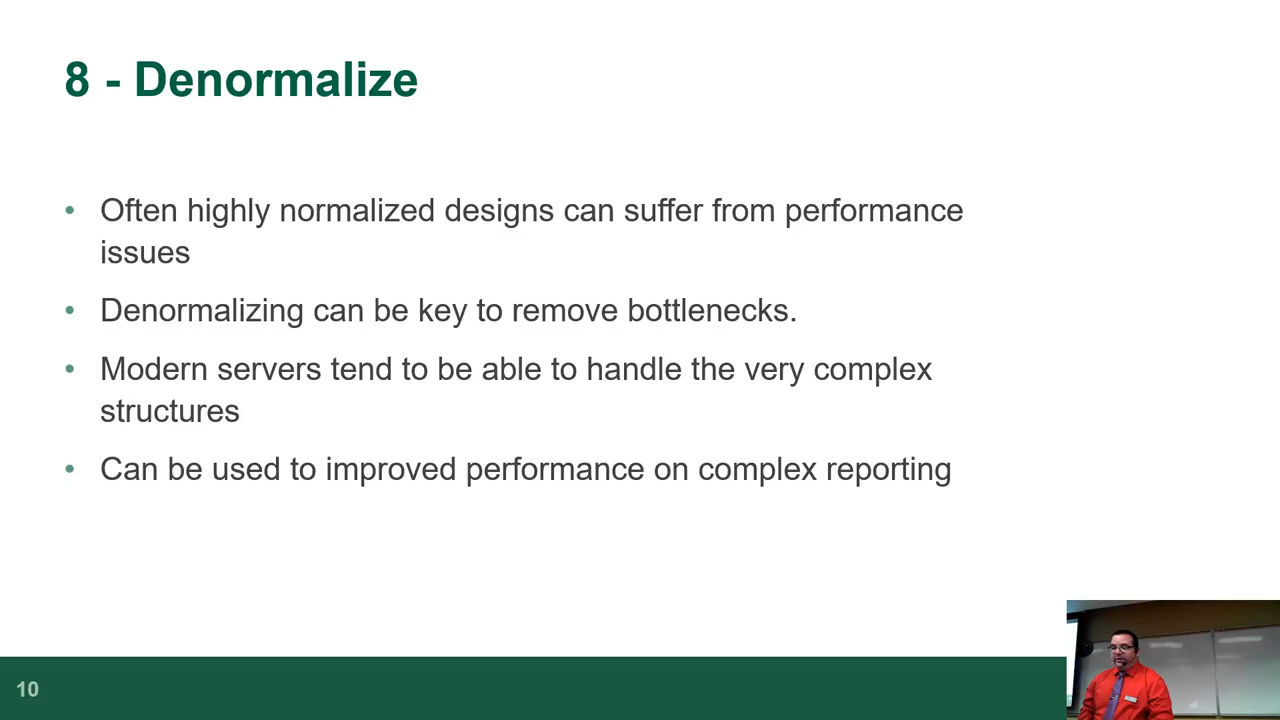 8 - Denormalize
• Often highly normalized designs can suffer from performance
issues
• Denormalizing can be key to remove bottlenecks.
• Modern servers tend to be able to handle the very complex
structures
• Can be used to improved performance on complex reporting
10